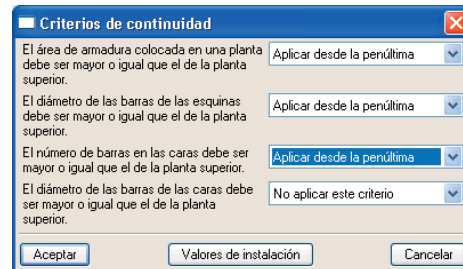 Criterios de continuidad
El área de armadura colocada en una planta
debe ser mayor o igual que el de la planta
superior.
Aplicar desde la penúltima
El diámetro de las barras de las esquinas
debe ser mayor o igual que el de la planta
superior.
Aplicar desde la penúltima
El número de barras en las caras debe ser
mayor o igual que el de la planta superior.
Aplicar desde la penúltima
El diámetro de las barras de las caras debe
ser mayor o igual que el de la planta
superior.
No aplicar este criterio
Aceptar
Valores de instalación
Cancelar